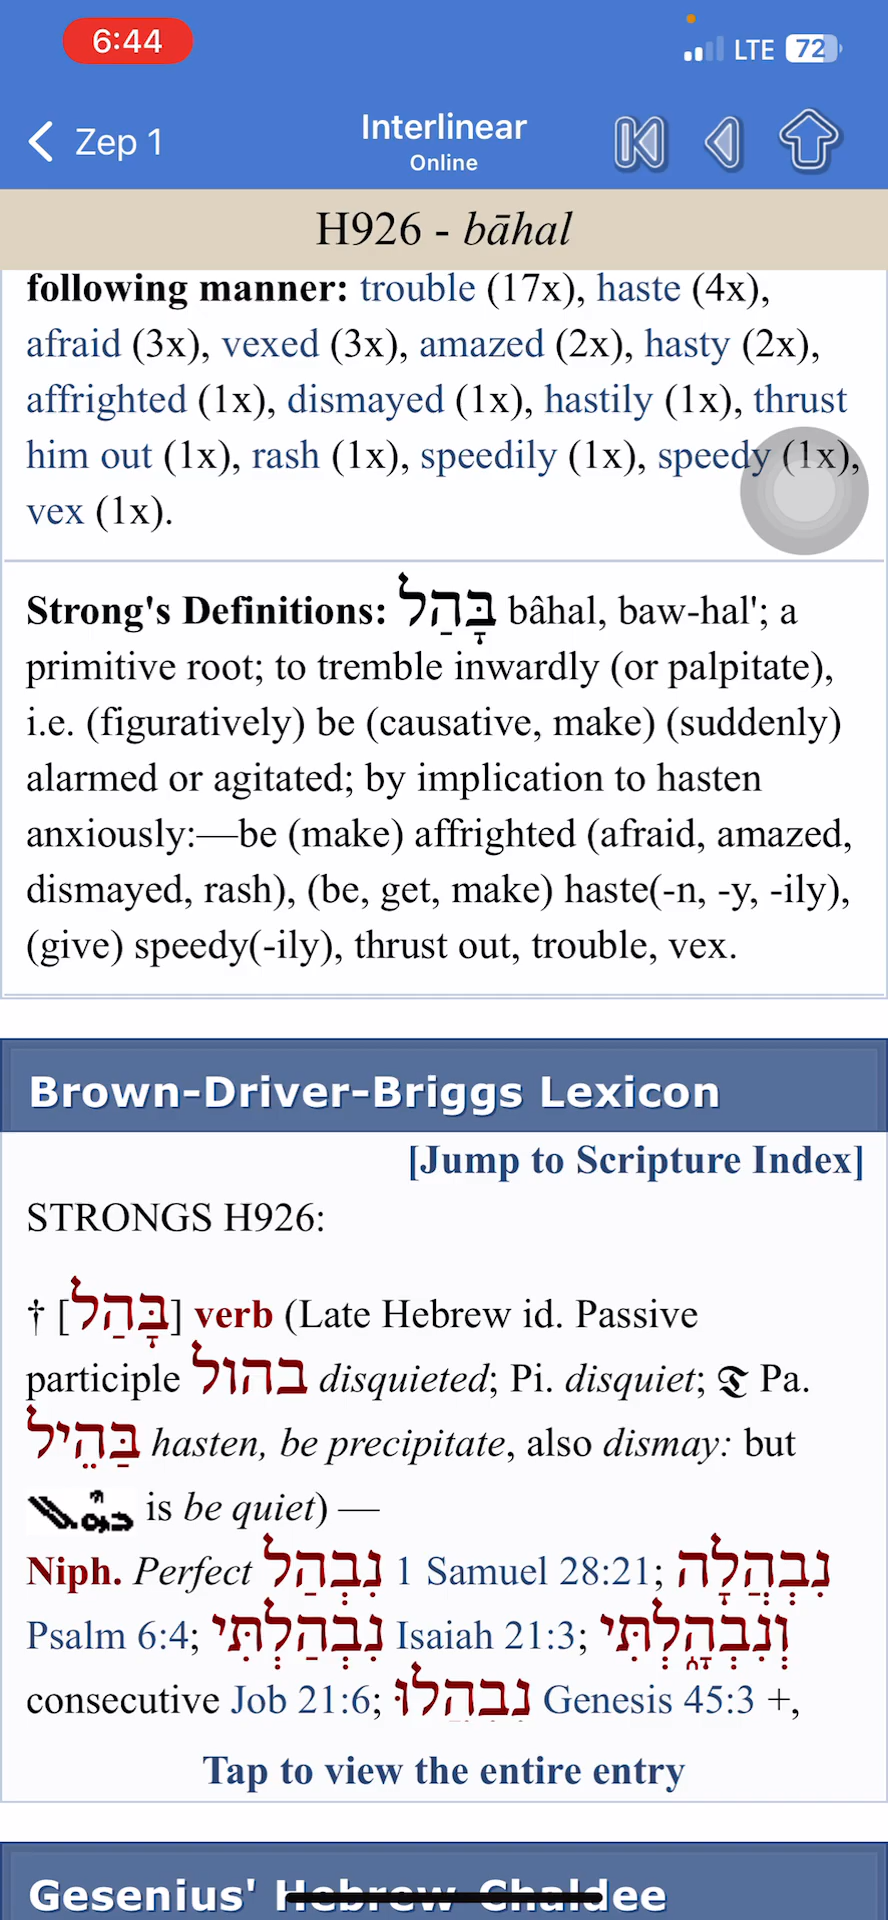 6:44
LTE 72
Zep 1
Interlinear
Online
H926 - bāhal
following manner: trouble (17x), haste (4x),
afraid (3x), vexed (3x), amazed (2x), hasty (2x),
affrighted (1x), dismayed (1x), hastily (1x), thrust
him out (1x), rash (1x), speedily (1x), speedy (1x),
vex (1x).
Strong's Definitions: בָּהַל bâhal, baw-hal'; a
primitive root; to tremble inwardly (or palpitate),
i.e. (figuratively) be (causative, make) (suddenly)
alarmed or agitated; by implication to hasten
anxiously:—be (make) affrighted (afraid, amazed,
dismayed, rash), (be, get, make) haste(-n, -y, -ily),
(give) speedy(-ily), thrust out, trouble, vex.
Brown-Driver-Briggs Lexicon
[Jump to Scripture Index]
STRONGS H926:
† [בָּהַל] verb (Late Hebrew id. Passive
participle בהול disquieted; Pi. disquiet; 𝕿 Pa.
בַּהֵיל hasten, be precipitate, also dismay: but
is be quiet) —
Niph. Perfect נִבְהַל 1 Samuel 28:21; נִבְהֲלָה
Psalm 6:4; נִבְהַלְתִּי Isaiah 21:3; וְנִבְהָ֑לְתִּי
consecutive Job 21:6; נִבְהֲלוּ Genesis 45:3 +,
Tap to view the entire entry
Gesenius' Hebrew-Chaldee